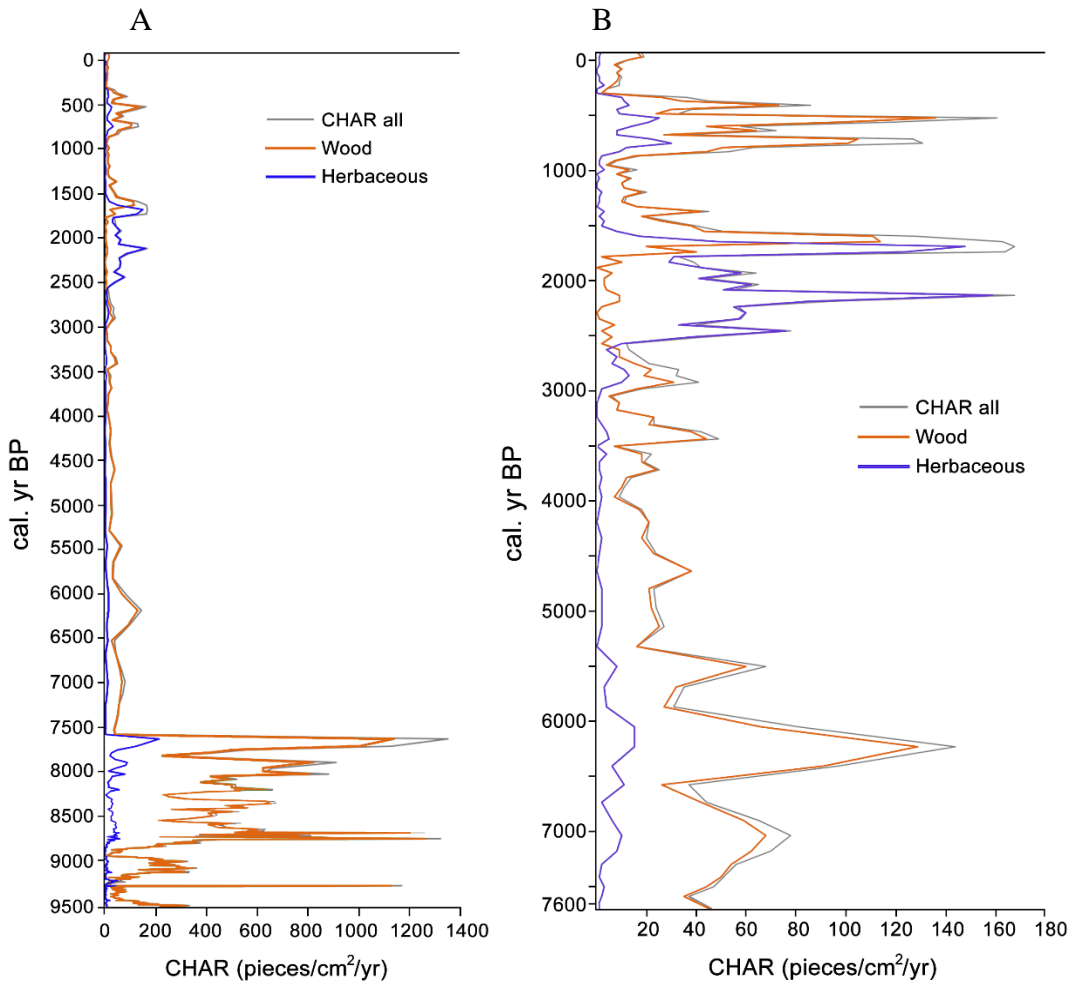 A
B
0
500
1000
1500
2000
2500
3000
3500
4000
4500
5000
5500
6000
6500
7000
7500
8000
8500
9000
9500
cal. yr BP
CHAR all
Wood
Herbaceous
0 200 400 600 800 1000 1200 1400
CHAR (pieces/cm²/yr)
0
1000
2000
3000
4000
5000
6000
7000
7600
cal. yr BP
CHAR all
Wood
Herbaceous
20 40 60 80 100 120 140 160 180
CHAR (pieces/cm²/yr)